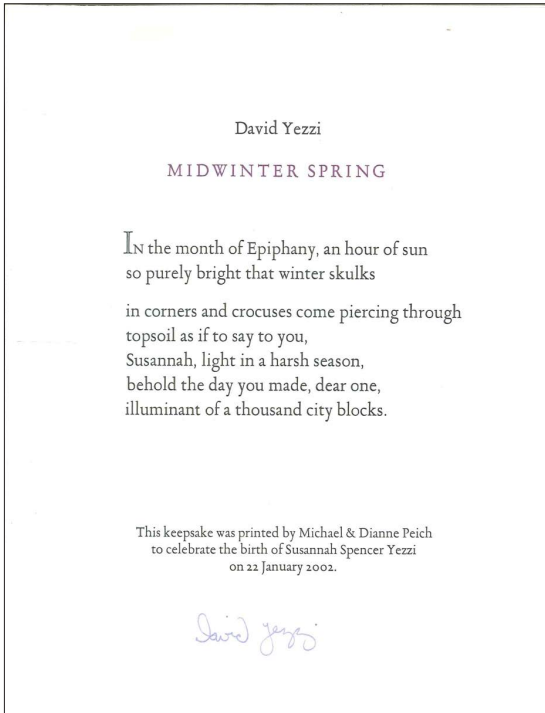 David Yezzi
MIDWINTER SPRING
IN the month of Epiphany, an hour of sun
so purely bright that winter skulks
in corners and crocuses come piercing through
topsoil as if to say to you,
Susannah, light in a harsh season,
behold the day you made, dear one,
illuminant of a thousand city blocks.
This keepsake was printed by Michael & Dianne Peich
to celebrate the birth of Susannah Spencer Yezzi
on 22 January 2002.
David Yezzi